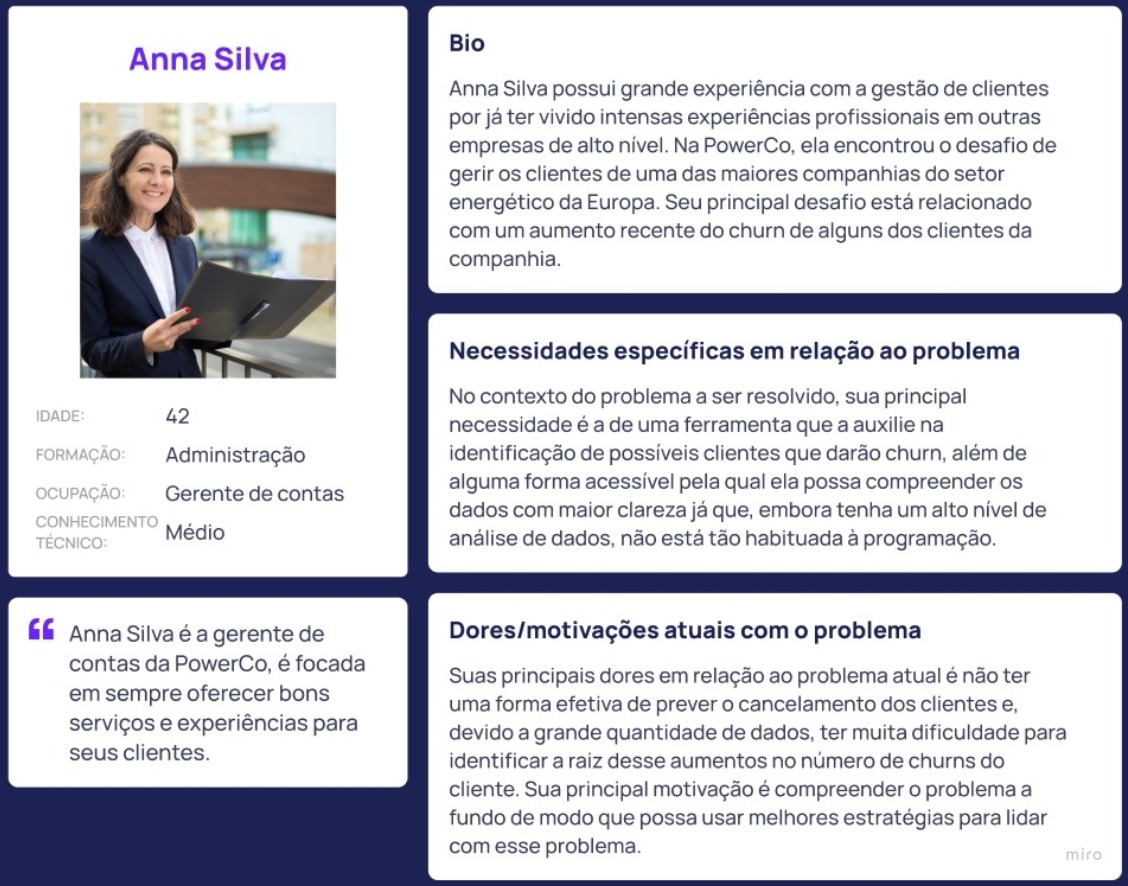 Anna Silva
IDADE: 42
FORMAÇÃO: Administração
OCUPAÇÃO: Gerente de contas
CONHECIMENTO
TÉCNICO: Médio
“ Anna Silva é a gerente de
contas da PowerCo, é focada
em sempre oferecer bons
serviços e experiências para
seus clientes.
Bio
Anna Silva possui grande experiência com a gestão de clientes
por já ter vivido intensas experiências profissionais em outras
empresas de alto nível. Na PowerCo, ela encontrou o desafio de
gerir os clientes de uma das maiores companhias do setor
energético da Europa. Seu principal desafio está relacionado
com um aumento recente do churn de alguns dos clientes da
companhia.
Necessidades específicas em relação ao problema
No contexto do problema a ser resolvido, sua principal
necessidade é a de uma ferramenta que a auxilie na
identificação de possíveis clientes que darão churn, além de
alguma forma acessível pela qual ela possa compreender os
dados com maior clareza já que, embora tenha um alto nível de
análise de dados, não está tão habituada à programação.
Dores/motivações atuais com o problema
Suas principais dores em relação ao problema atual é não ter
uma forma efetiva de prever o cancelamento dos clientes e,
devido a grande quantidade de dados, ter muita dificuldade para
identificar a raiz desse aumentos no número de churns do
cliente. Sua principal motivação é compreender o problema a
fundo de modo que possa usar melhores estratégias para lidar
com esse problema.
miro